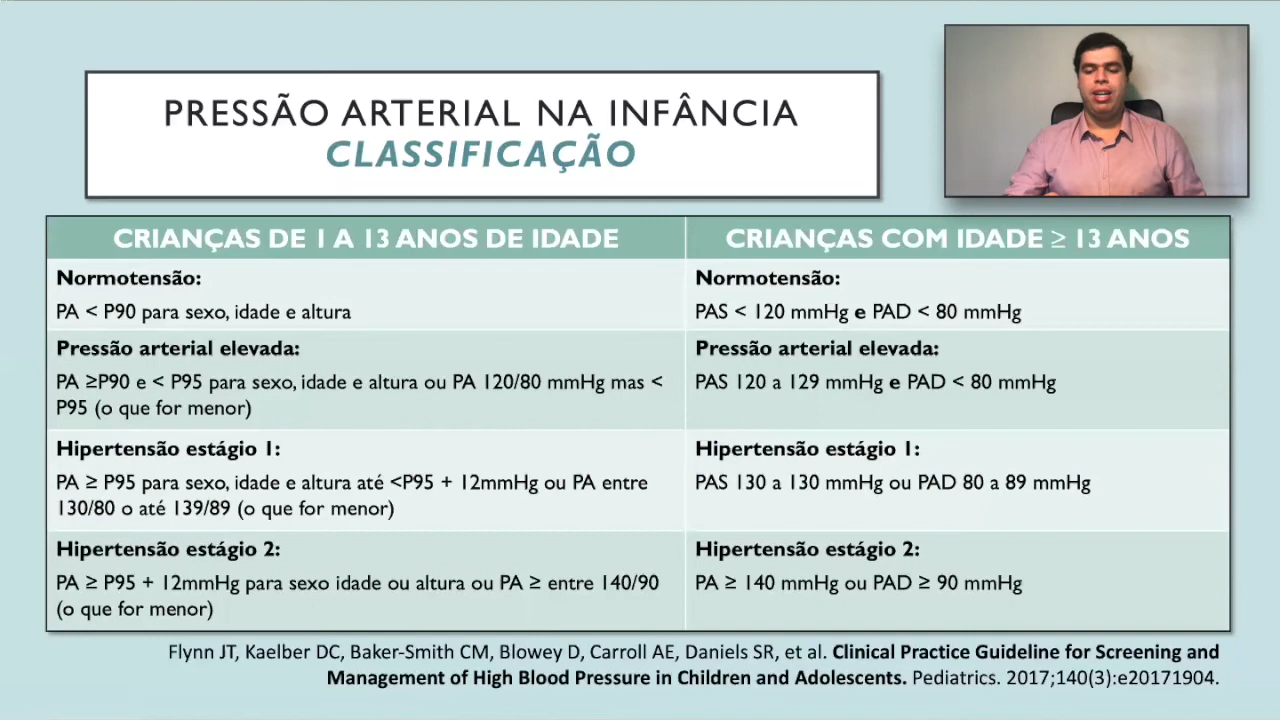 PRESSÃO ARTERIAL NA INFÂNCIA
CLASSIFICAÇÃO
CRIANÇAS DE 1 A 13 ANOS DE IDADE
CRIANÇAS COM IDADE ≥ 13 ANOS
Normotensão:
PA < P90 para sexo, idade e altura
Normotensão:
PAS < 120 mmHg e PAD < 80 mmHg
Pressão arterial elevada:
PA ≥P90 e < P95 para sexo, idade e altura ou PA 120/80 mmHg mas <
P95 (o que for menor)
Pressão arterial elevada:
PAS 120 a 129 mmHg e PAD < 80 mmHg
Hipertensão estágio 1:
PA ≥ P95 para sexo, idade e altura até <P95 + 12mmHg ou PA entre
130/80 o até 139/89 (o que for menor)
Hipertensão estágio 1:
PAS 130 a 130 mmHg ou PAD 80 a 89 mmHg
Hipertensão estágio 2:
PA ≥ P95 + 12mmHg para sexo idade ou altura ou PA ≥ entre 140/90
(o que for menor)
Hipertensão estágio 2:
PA ≥ 140 mmHg ou PAD ≥ 90 mmHg
Flynn JT, Kaelber DC, Baker-Smith CM, Blowey D, Carroll AE, Daniels SR, et al. Clinical Practice Guideline for Screening and
Management of High Blood Pressure in Children and Adolescents. Pediatrics. 2017;140(3):e20171904.